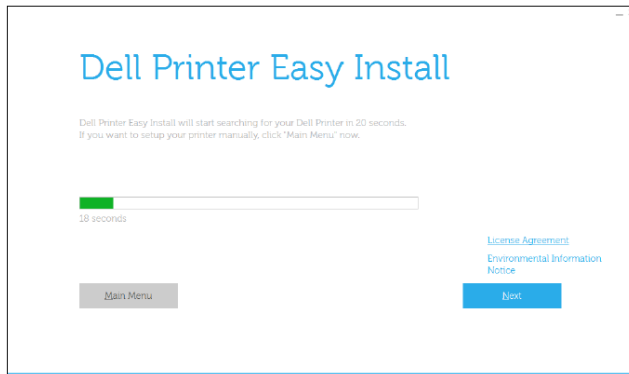 Dell Printer Easy Install
Dell Printer Easy Install will start searching for your Dell Printer in 20 seconds.
If you want to setup your printer manually, click "Main Menu" now.
18 seconds
License Agreement
Environmental Information
Notice
Main Menu
Next